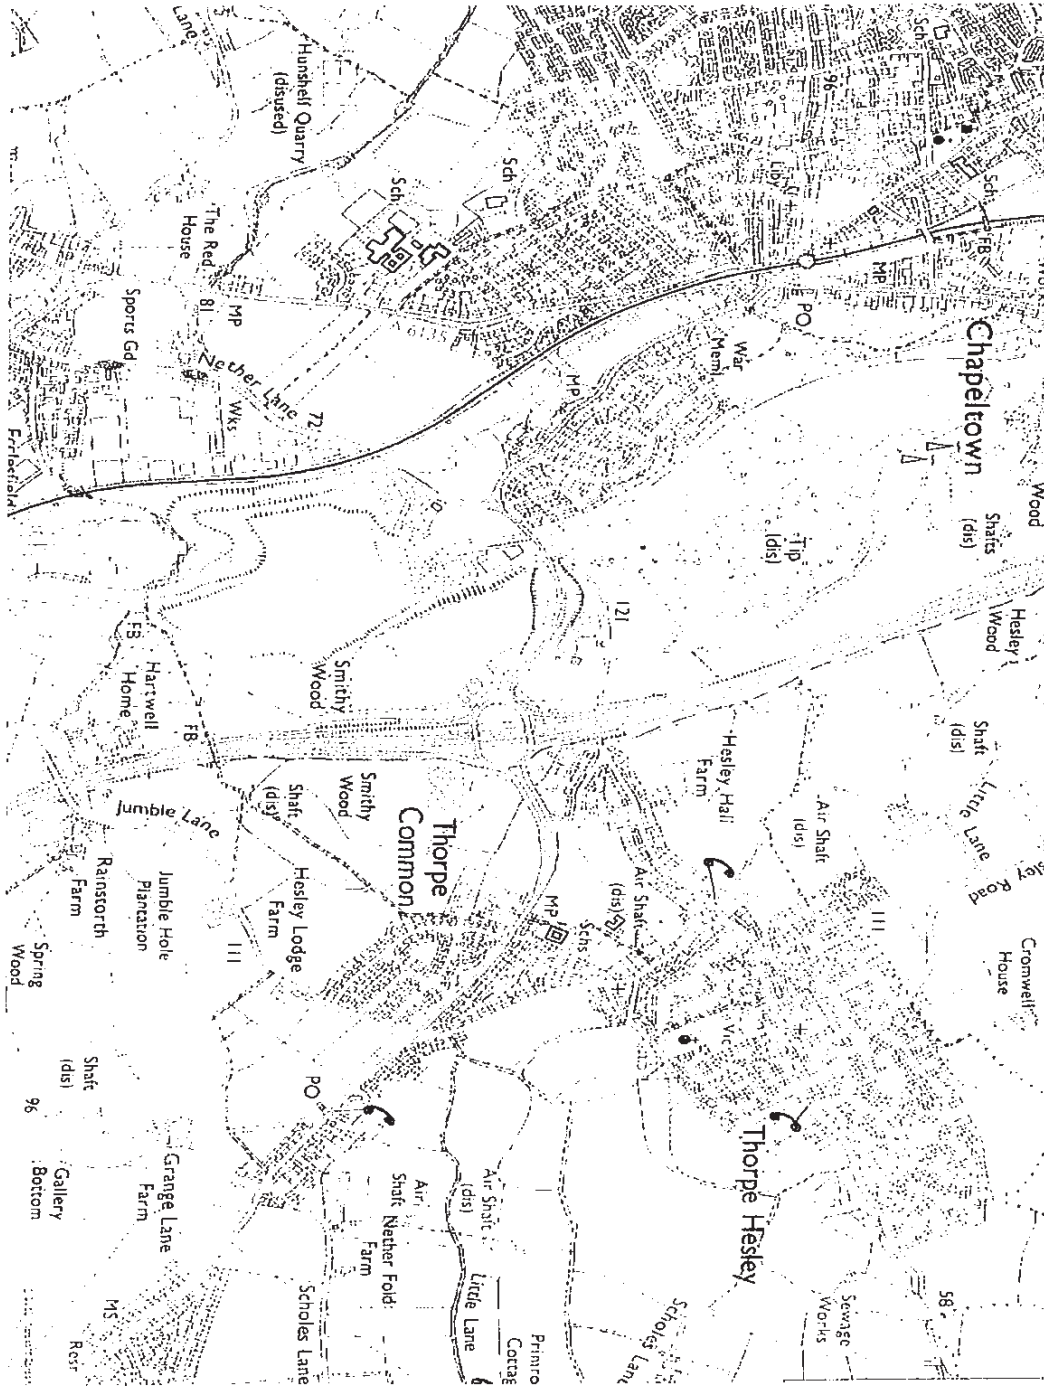 Chapeltown
Wood
Shafts
(dis)
Hesley
Wood
Shaft
(dis)
Little Lane
Cromwell
House
Sch
Sch
FB
MP
PO
96
Liby
War
Meml
Tip
(dis)
Air Shaft
(dis)
111
58
Sewage
Works
Thorpe Hesley
Vic
Hesley Hall
Farm
121
MP
Air Shaft
(dis)
Schs
MP
Scholes Lane
Sch
Sch
Hunshelf Quarry
(disused)
Lane
The Red
House
81
MP
Nether Lane
72
Wks
Sports Gd
Smithy
Wood
Smithy
Wood
Thorpe
Common
Shaft
(dis)
Hesley Lodge
Farm
111
FB
FB
Hartwell
Home
Jumble Lane
Jumble Hole
Plantation
Rainstorth
Farm
Spring
Wood
Shaft
(dis)
96
Gallery
Bottom
Grange Lane
Farm
PO
Air
Shaft
Nether Fold
Farm
Air Shaft
(dis)
Little Lane
Scholes Lane
MS
Resr